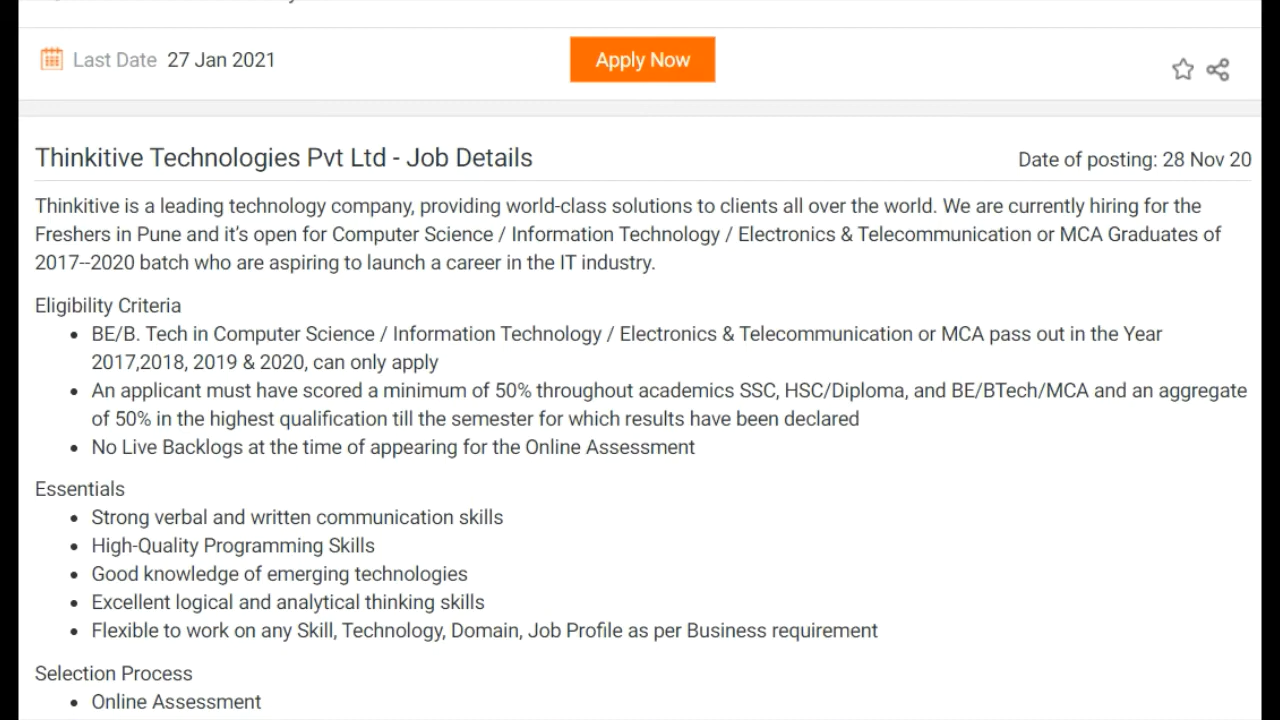 Last Date 27 Jan 2021
Apply Now
Thinkitive Technologies Pvt Ltd - Job Details
Date of posting: 28 Nov 20
Thinkitive is a leading technology company, providing world-class solutions to clients all over the world. We are currently hiring for the
Freshers in Pune and it's open for Computer Science / Information Technology / Electronics & Telecommunication or MCA Graduates of
2017--2020 batch who are aspiring to launch a career in the IT industry.
Eligibility Criteria
• BE/B. Tech in Computer Science / Information Technology / Electronics & Telecommunication or MCA pass out in the Year
2017,2018, 2019 & 2020, can only apply
• An applicant must have scored a minimum of 50% throughout academics SSC, HSC/Diploma, and BE/BTech/MCA and an aggregate
of 50% in the highest qualification till the semester for which results have been declared
• No Live Backlogs at the time of appearing for the Online Assessment
Essentials
• Strong verbal and written communication skills
• High-Quality Programming Skills
• Good knowledge of emerging technologies
• Excellent logical and analytical thinking skills
• Flexible to work on any Skill, Technology, Domain, Job Profile as per Business requirement
Selection Process
• Online Assessment